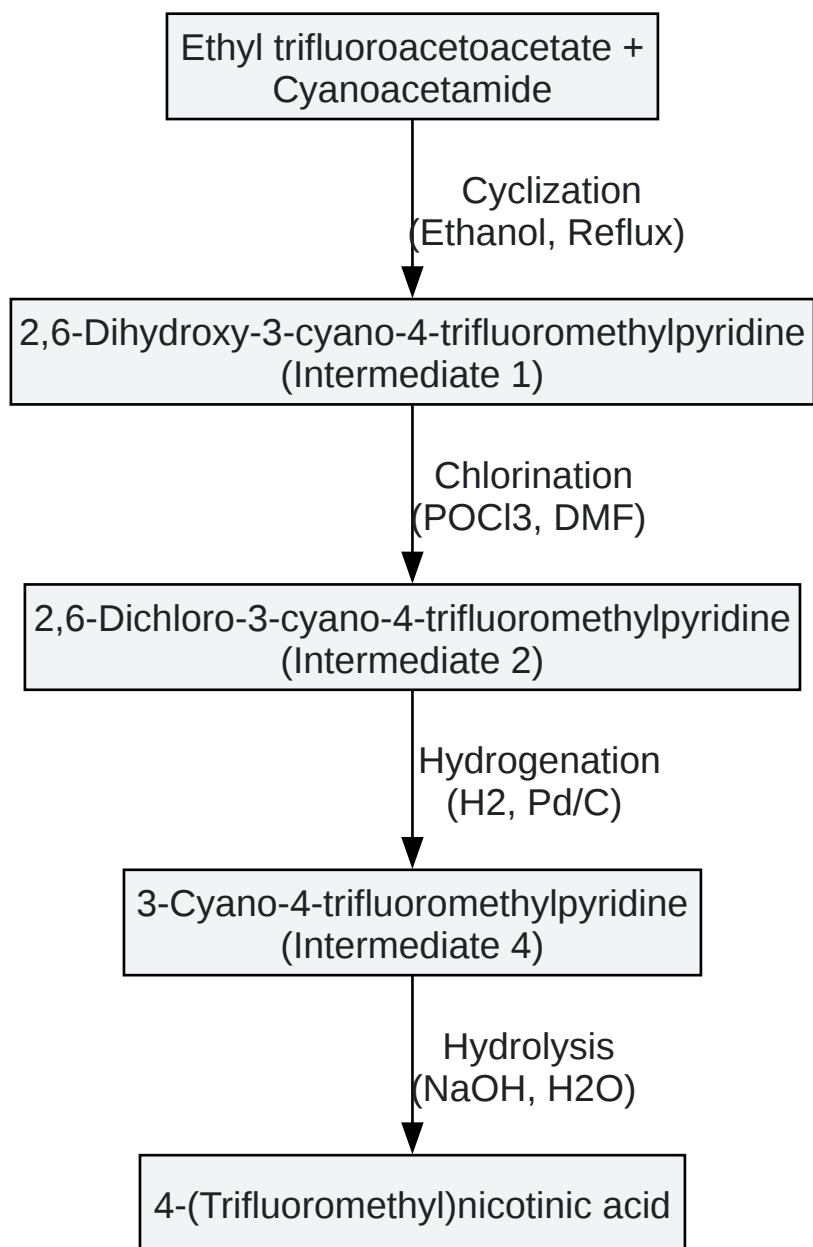 Ethyl trifluoroacetoacetate +
Cyanoacetamide
Cyclization
(Ethanol, Reflux)
2,6-Dihydroxy-3-cyano-4-trifluoromethylpyridine
(Intermediate 1)
Chlorination
(POCl3, DMF)
2,6-Dichloro-3-cyano-4-trifluoromethylpyridine
(Intermediate 2)
Hydrogenation
(H2, Pd/C)
3-Cyano-4-trifluoromethylpyridine
(Intermediate 4)
Hydrolysis
(NaOH, H2O)
4-(Trifluoromethyl)nicotinic acid